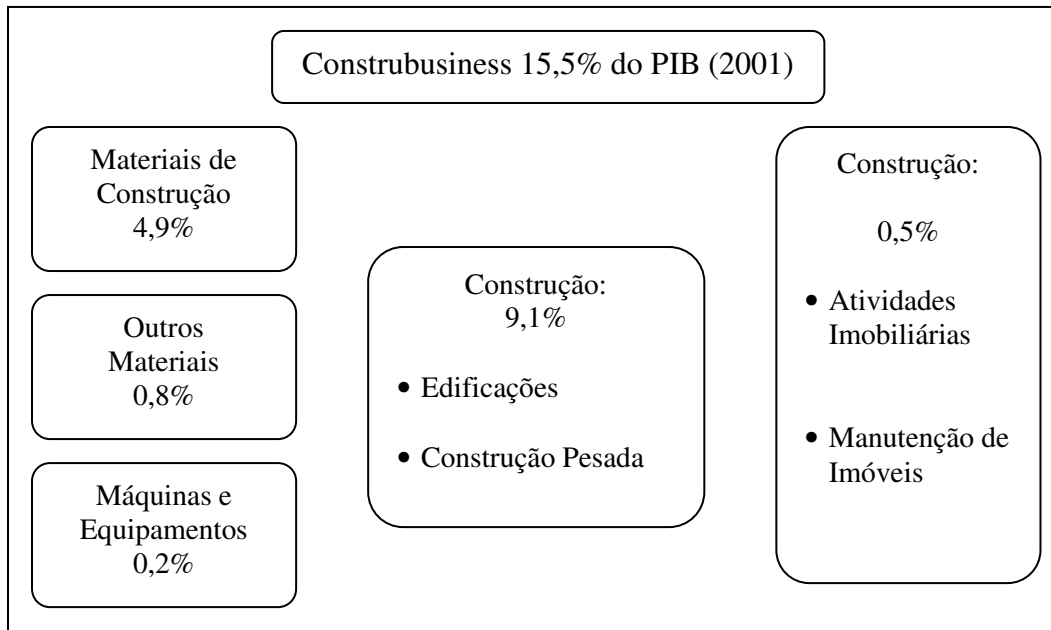 Construbusiness 15,5% do PIB (2001)
Materiais de
Construção
4,9%
Outros
Materiais
0,8%
Máquinas e
Equipamentos
0,2%
Construção:
9,1%
• Edificações
• Construção Pesada
Construção:
0,5%
• Atividades
Imobiliárias
• Manutenção de
Imóveis